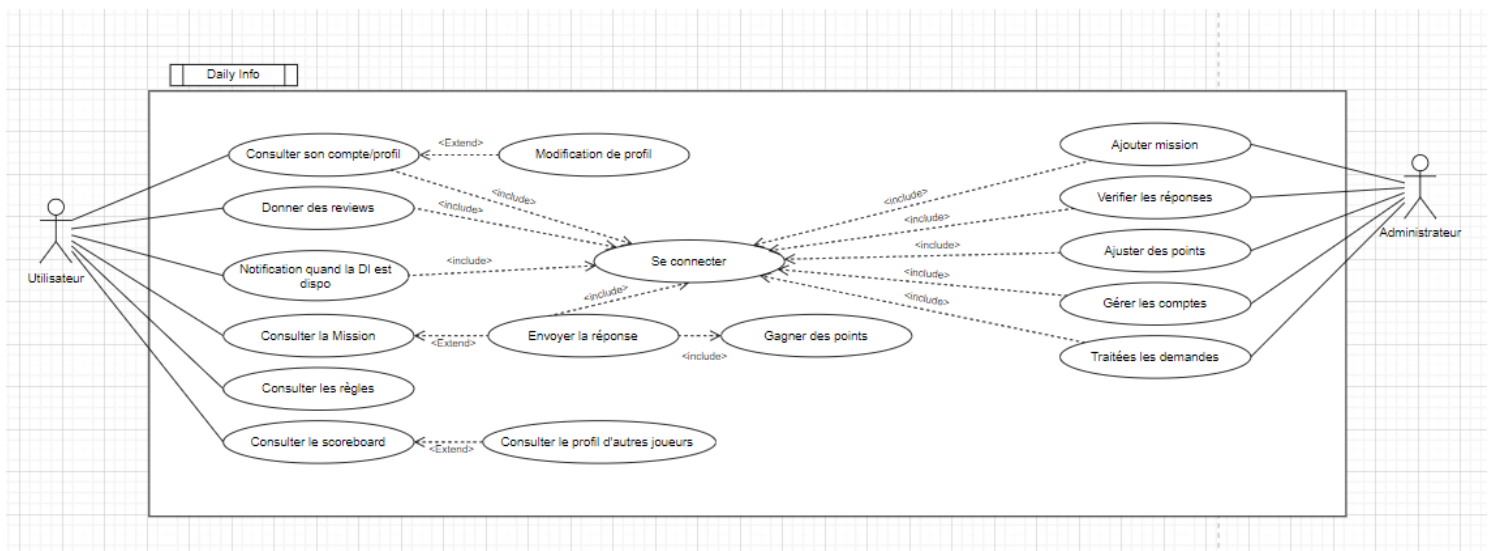 Daily Info
Consulter son compte/profil
<Extend>
Modification de profil
Ajouter mission
<include>
<include>
Donner des reviews
<include>
Verifier les réponses
<include>
Utilisateur
Administrateur
Notification quand la DI est
dispo
<include>
Se connecter
<include>
Ajuster des points
<include>
<include>
Gérer les comptes
<include>
Consulter la Mission
<Extend>
Envoyer la réponse
<include>
Gagner des points
Traitées les demandes
Consulter les règles
Consulter le scoreboard
<Extend>
Consulter le profil d'autres joueurs